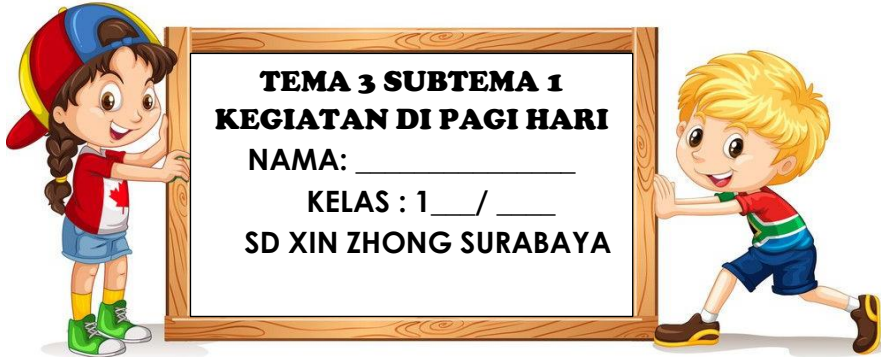 TEMA 3 SUBTEMA 1
KEGIATAN DI PAGI HARI
NAMA: _______________
KELAS : 1___/ ____
SD XIN ZHONG SURABAYA